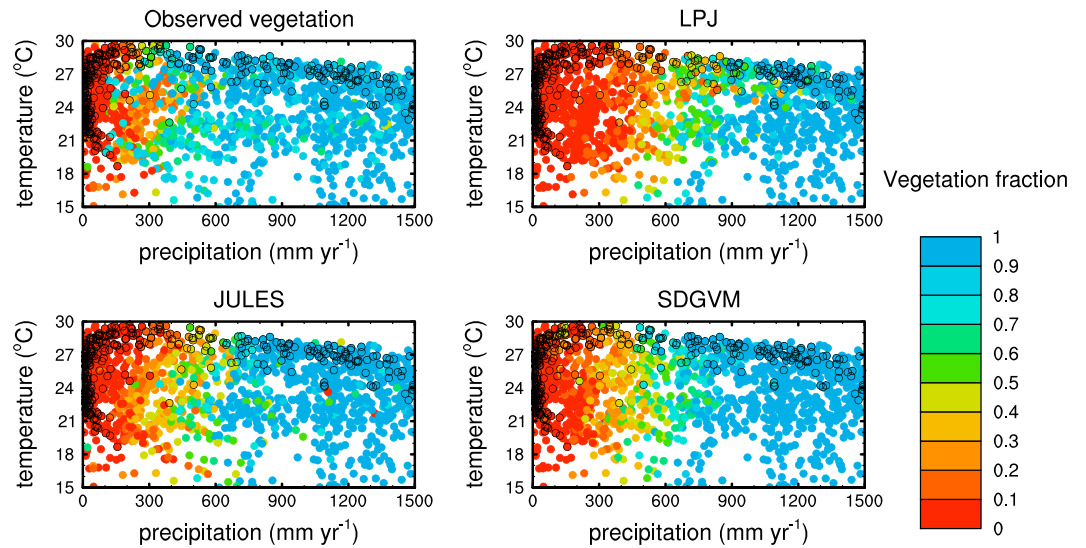 Observed vegetation
LPJ
30
27
24
21
18
15
temperature (°C)
0 300 600 900 1200 1500
precipitation (mm yr-1)
30
27
24
21
18
15
temperature (°C)
0 300 600 900 1200 1500
precipitation (mm yr-1)
JULES
SDGVM
30
27
24
21
18
15
temperature (°C)
0 300 600 900 1200 1500
precipitation (mm yr-1)
30
27
24
21
18
15
temperature (°C)
0 300 600 900 1200 1500
precipitation (mm yr-1)
Vegetation fraction
1
0.9
0.8
0.7
0.6
0.5
0.4
0.3
0.2
0.1
0